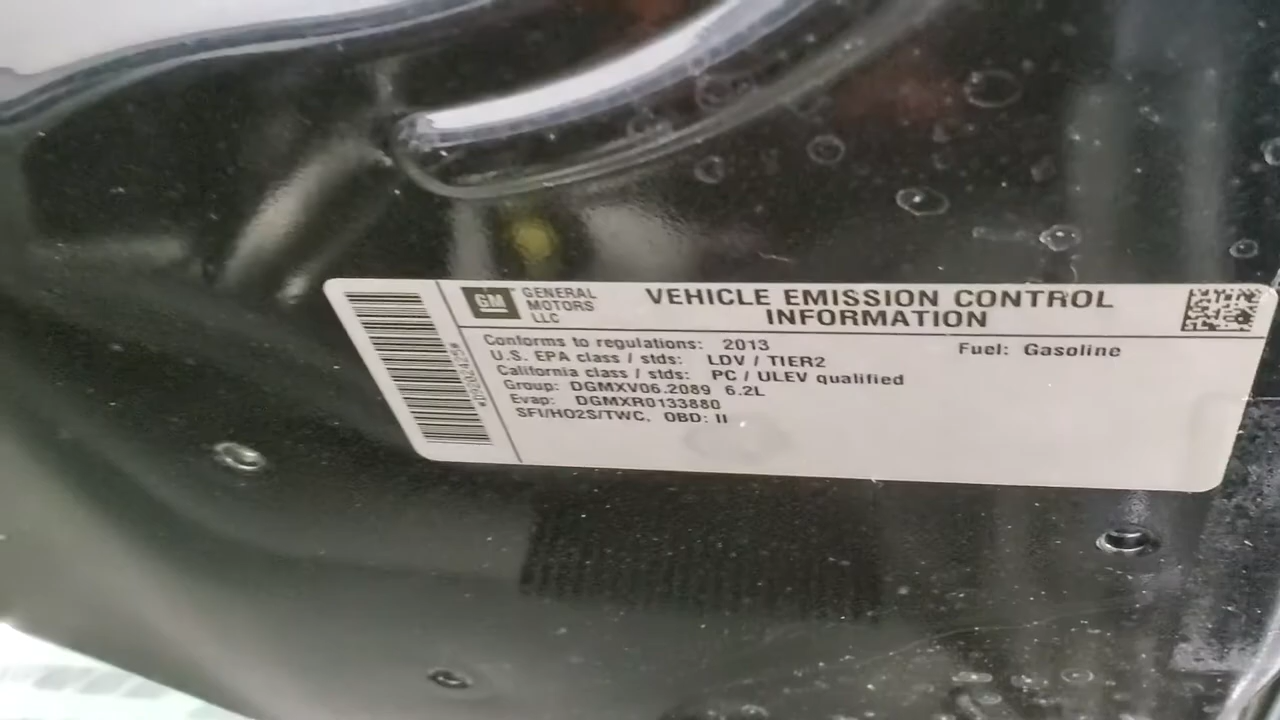 GM GENERAL MOTORS LLC
VEHICLE EMISSION CONTROL INFORMATION
Conforms to regulations: 2013
Fuel: Gasoline
U.S. EPA class / stds: LDV / TIER2
California class / stds: PC / ULEV qualified
Group: DGMXV06.2089 6.2L
Evap: DGMXR0133880
SFI/HO2S/TWC, OBD: II